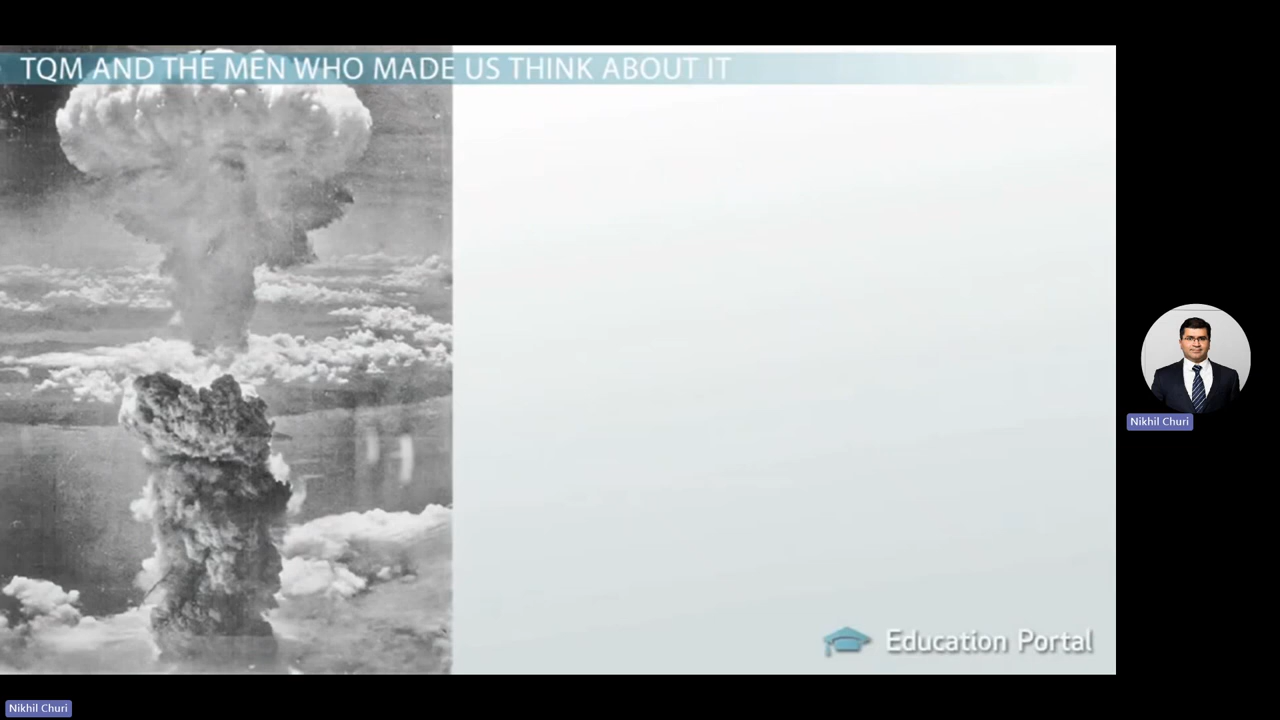 TQM AND THE MEN WHO MADE US THINK ABOUT IT
Nikhil Churi
Education Portal
Nikhil Churi